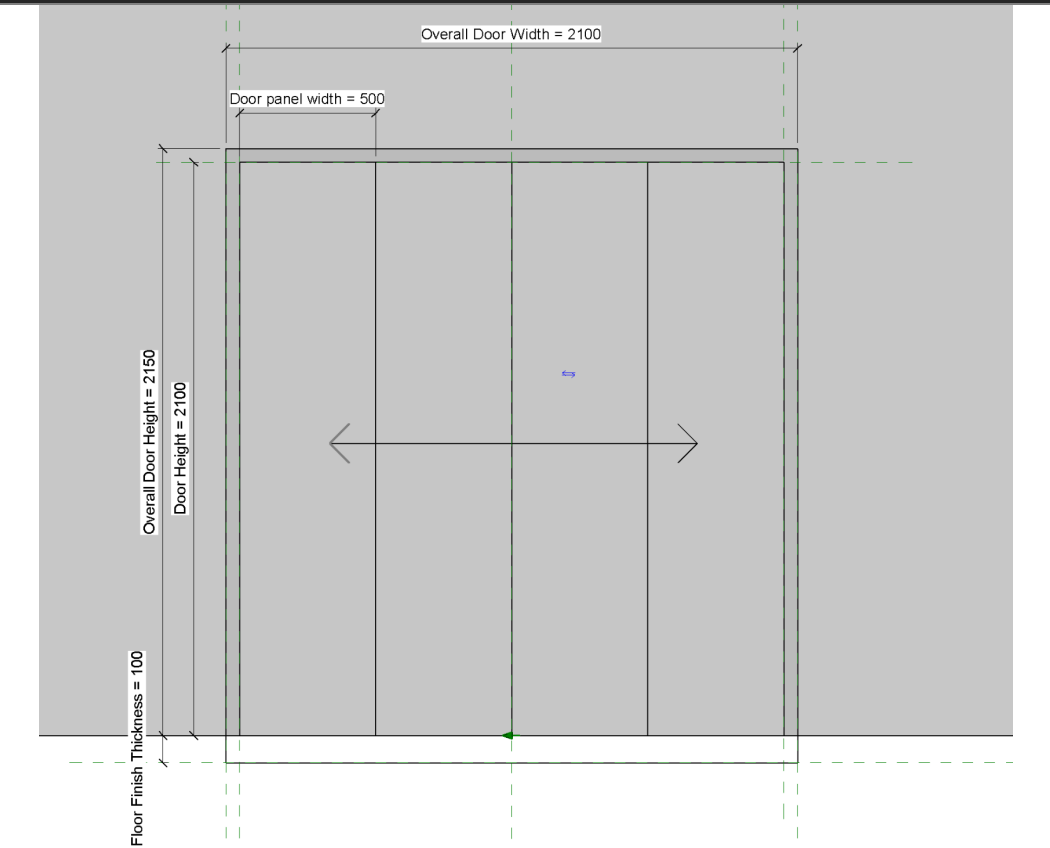 Overall Door Width = 2100
Door panel width = 500
Overall Door Height = 2150
Door Height = 2100
Floor Finish Thickness = 100